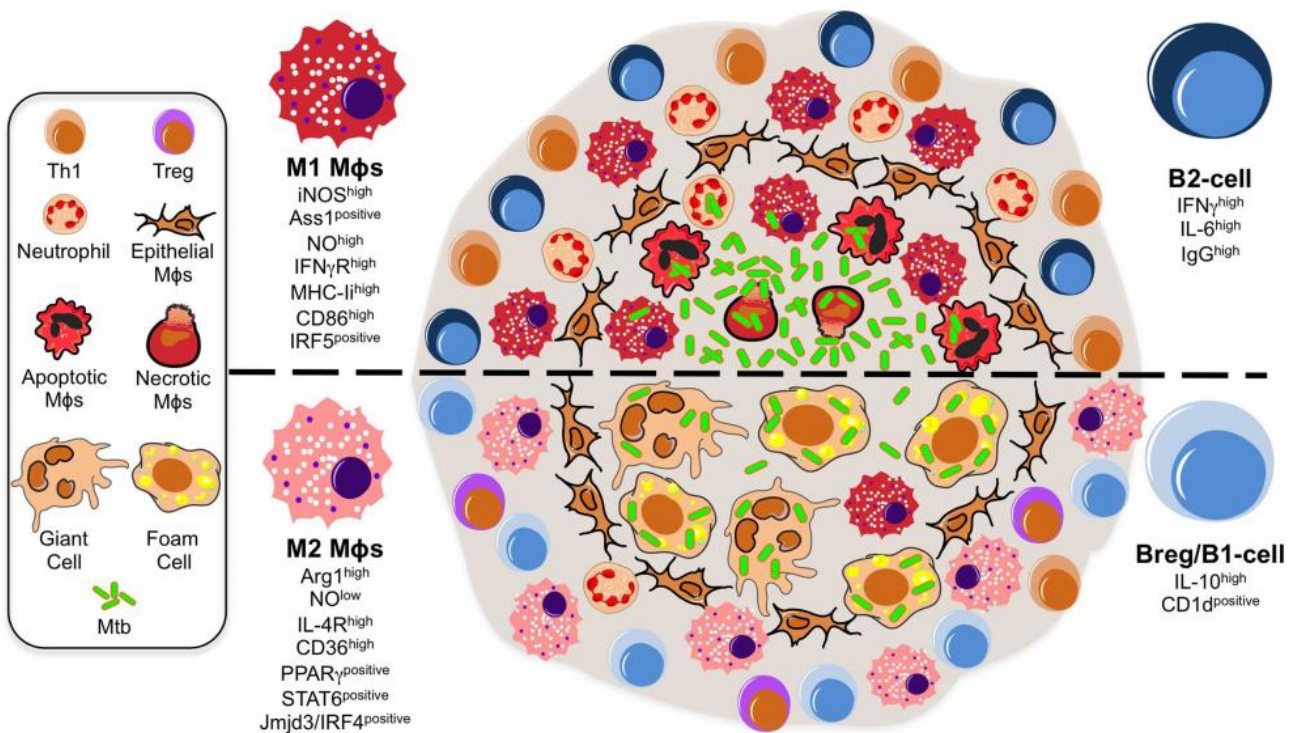 Th1
Treg
Neutrophil
Epithelial
MΦs
Apoptotic
MΦs
Necrotic
MΦs
Giant
Cell
Foam
Cell
Mtb
M1 MΦs
iNOShigh
Ass1positive
NOhigh
IFNγRhigh
MHC-Iihigh
CD86high
IRF5positive
M2 MΦs
Arg1high
NOlow
IL-4Rhigh
CD36high
PPARγpositive
STAT6positive
Jmjd3/IRF4positive
B2-cell
IFNγhigh
IL-6high
IgGhigh
Breg/B1-cell
IL-10high
CD1dpositive